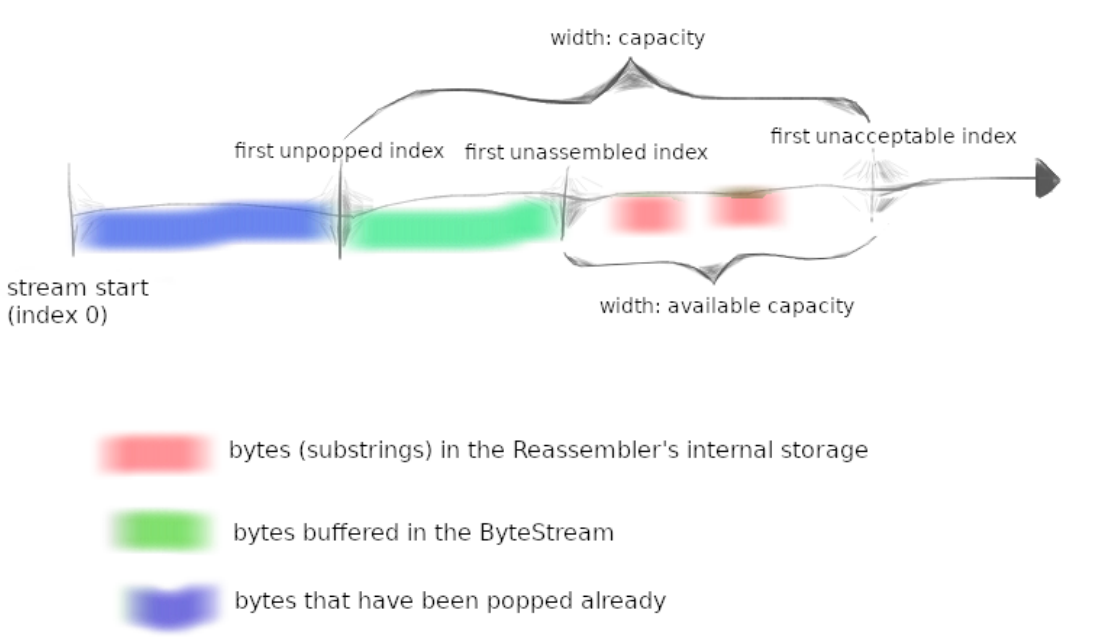 width: capacity
first unpopped index
first unassembled index
first unacceptable index
stream start
(index 0)
width: available capacity
bytes (substrings) in the Reassembler's internal storage
bytes buffered in the ByteStream
bytes that have been popped already